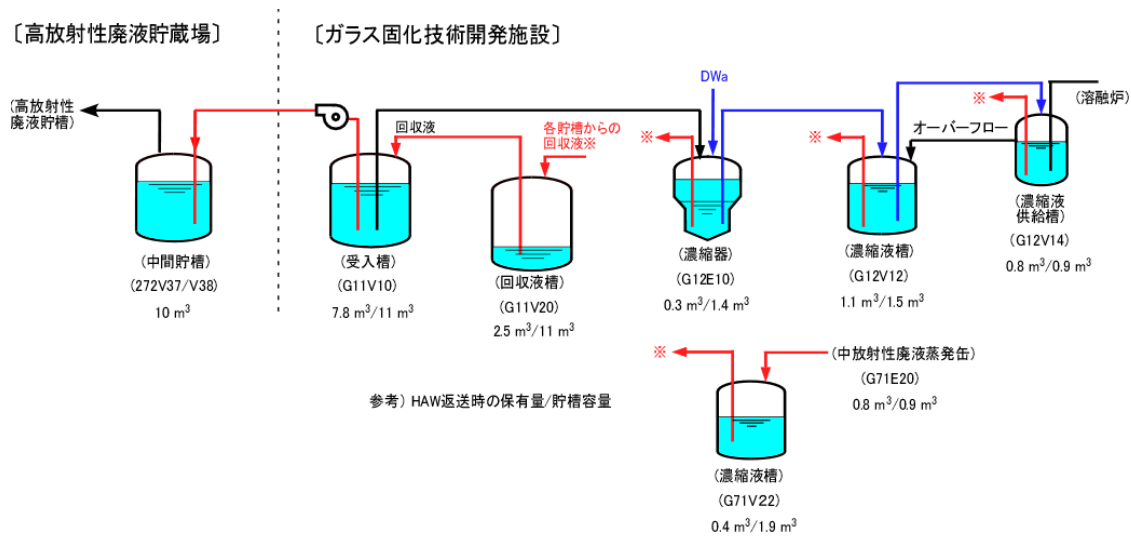 〔高放射性廃液貯蔵場〕
〔ガラス固化技術開発施設〕
DWa
(高放射性
廃液貯槽)
回収液
各貯槽からの
回収液※
※
※
※
(溶融炉)
オーバーフロー
(中間貯槽)
(272V37/V38)
10 m³
(受入槽)
(G11V10)
7.8 m³/11 m³
(回収液槽)
(G11V20)
2.5 m³/11 m³
(濃縮器)
(G12E10)
0.3 m³/1.4 m³
(濃縮液槽)
(G12V12)
1.1 m³/1.5 m³
(濃縮液
供給槽)
(G12V14)
0.8 m³/0.9 m³
※
(中放射性廃液蒸発缶)
(G71E20)
0.8 m³/0.9 m³
参考) HAW返送時の保有量/貯槽容量
(濃縮液槽)
(G71V22)
0.4 m³/1.9 m³